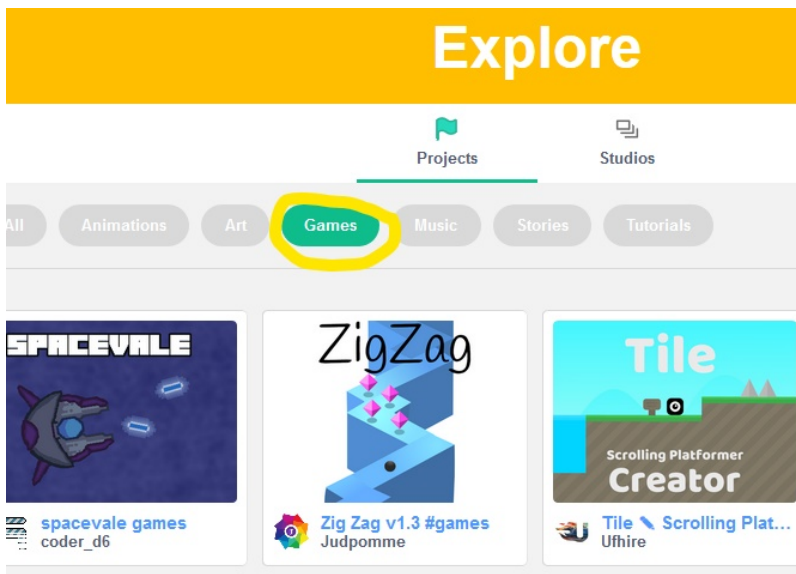 Explore
Projects
Studios
All
Animations
Art
Games
Music
Stories
Tutorials
SPACEVALE
ZigZag
Tile
Scrolling Platformer
Creator
spacevale games
coder_d6
Zig Zag v1.3 #games
Judpomme
Tile ✎ Scrolling Plat...
Ufhire